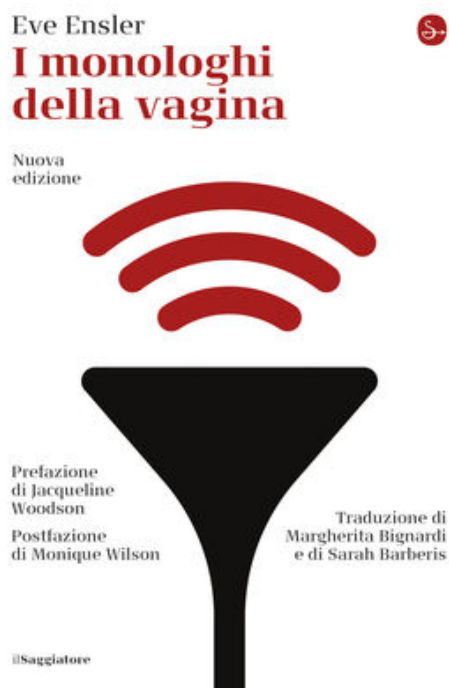 Eve Ensler
I monologhi
della vagina
Nuova
edizione
Prefazione
di Jacqueline
Woodson
Postfazione
di Monique Wilson
Traduzione di
Margherita Bignardi
e di Sarah Barberis
ilSaggiatore